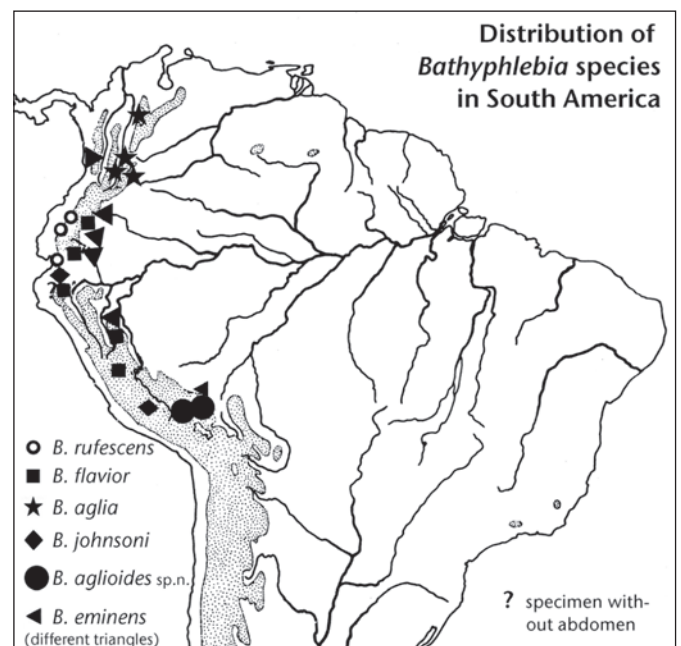 Distribution of
Bathyphlebia species
in South America
?
B. rufescens
B. flavior
B. aglia
B. johnsoni
B. aglioides sp.n.
B. eminens
(different triangles)
? specimen with-
out abdomen